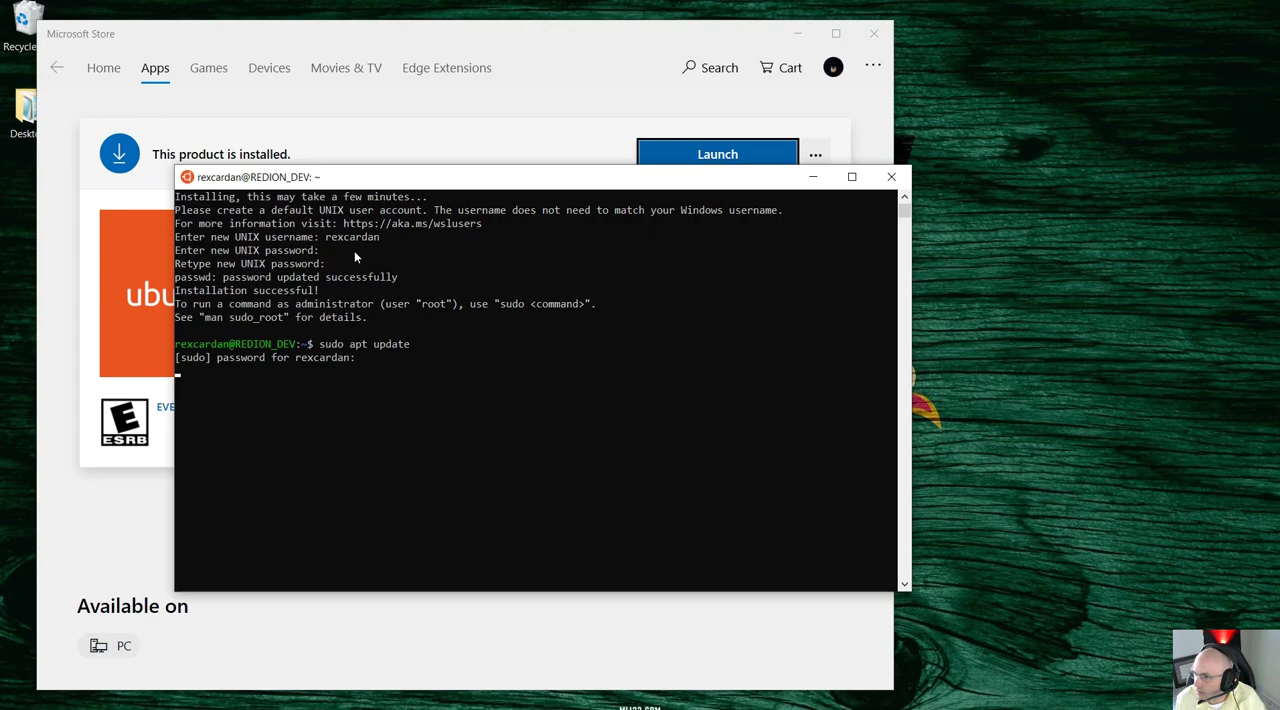 Recycle
Deskt
Microsoft Store
Home Apps Games Devices Movies & TV Edge Extensions Search Cart
This product is installed.
Launch
rexcardan@REDION_DEV: ~
Installing, this may take a few minutes...
Please create a default UNIX user account. The username does not need to match your Windows username.
For more information visit: https://aka.ms/wslusers
Enter new UNIX username: rexcardan
Enter new UNIX password:
Retype new UNIX password:
passwd: password updated successfully
Installation successful!
To run a command as administrator (user "root"), use "sudo <command>".
See "man sudo_root" for details.
rexcardan@REDION_DEV:~$ sudo apt update
[sudo] password for rexcardan:
ubu
E
ESRB
EVE
Available on
PC